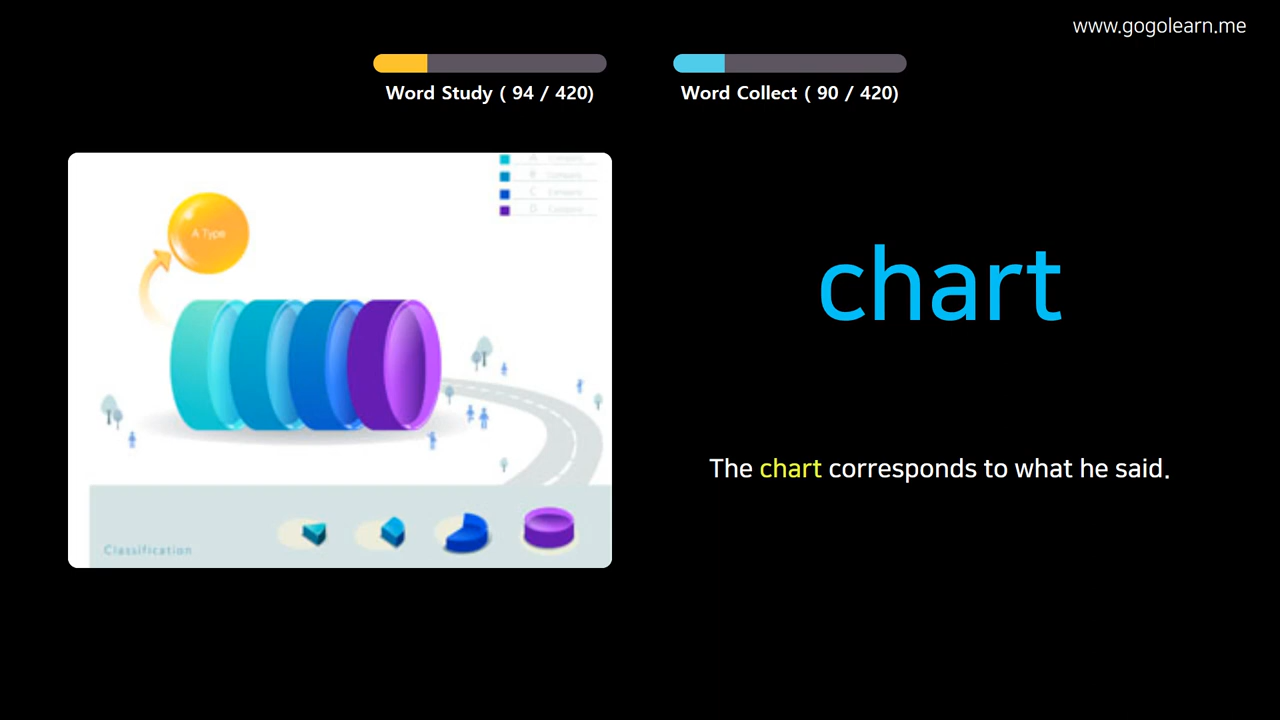 www.gogolearn.me
Word Study ( 94 / 420)
Word Collect ( 90 / 420)
A
B
C
D
A Type
chart
The chart corresponds to what he said.
Classification